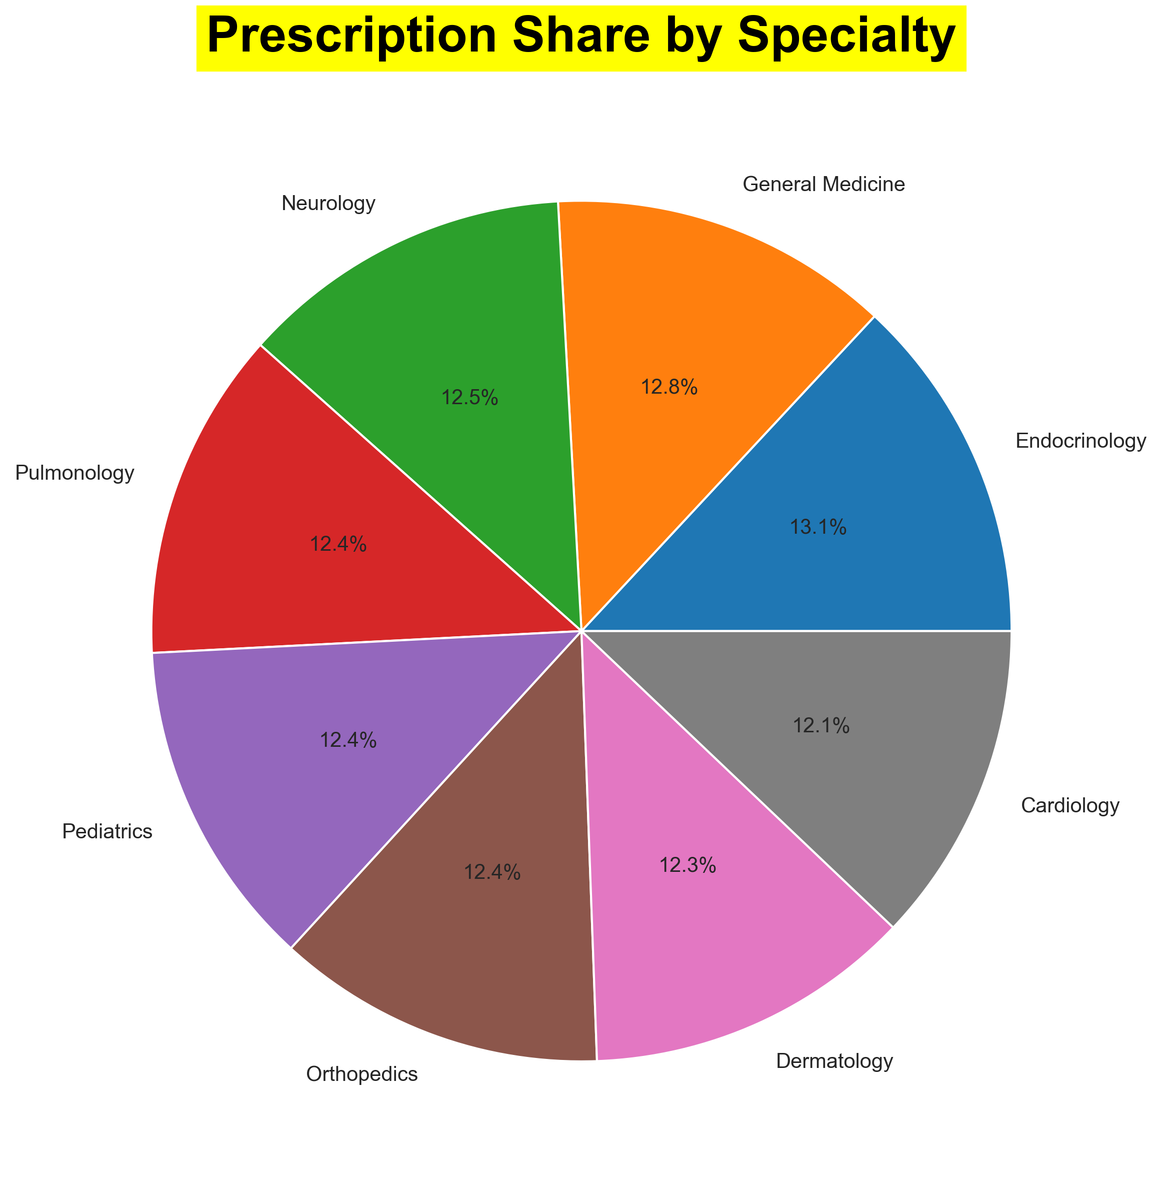 Prescription Share by Specialty
General Medicine
Neurology
12.8%
12.5%
Endocrinology
Pulmonology
13.1%
12.4%
12.4%
12.1%
Cardiology
Pediatrics
12.4%
12.3%
Dermatology
Orthopedics